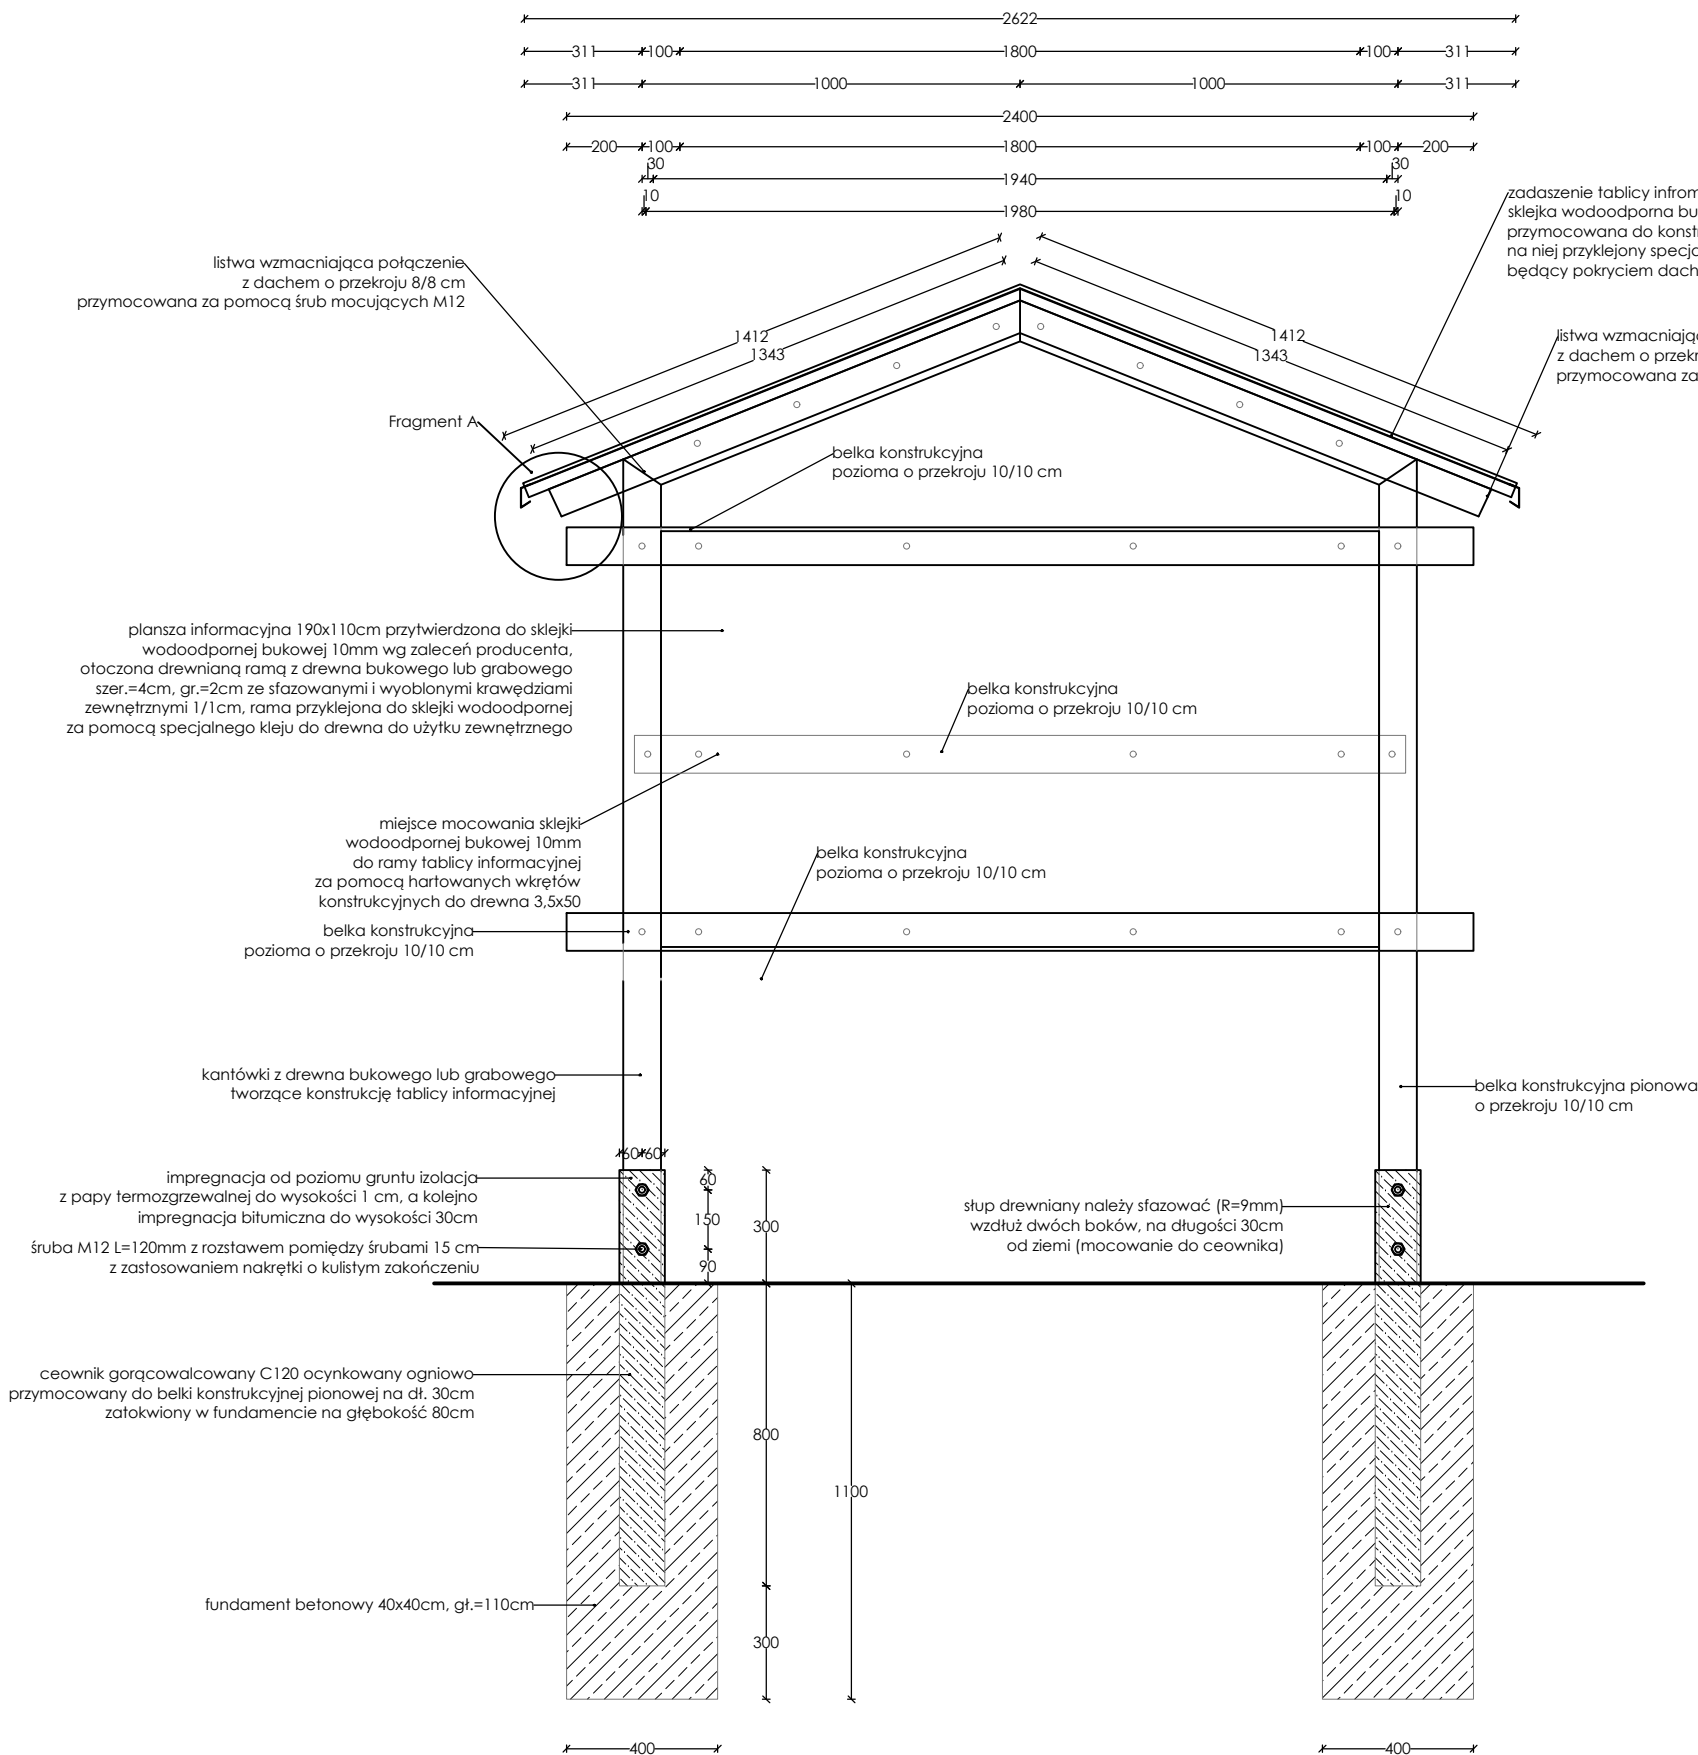 2622
311 100 1800 100 311
311 1000 1000 311
2400
200 100 1800 100 200
30 30
1940
10 10
1980
zadaszenie tablicy infrom
sklejka wodoodporna bu
przymocowana do konst
na niej przyklejony specj
będący pokryciem dach
listwa wzmacniająca połączenie
z dachem o przekroju 8/8 cm
przymocowana za pomocą śrub mocujących M12
1412 1412
1343 1343
listwa wzmacniają
z dachem o przek
przymocowana za
Fragment A
belka konstrukcyjna
pozioma o przekroju 10/10 cm
plansza informacyjna 190x110cm przytwierdzona do sklejki
wodoodpornej bukowej 10mm wg zaleceń producenta,
otoczona drewnianą ramą z drewna bukowego lub grabowego
szer.=4cm, gr.=2cm ze sfazowanymi i wyoblonymi krawędziami
zewnętrznymi 1/1cm, rama przyklejona do sklejki wodoodpornej
za pomocą specjalnego kleju do drewna do użytku zewnętrznego
belka konstrukcyjna
pozioma o przekroju 10/10 cm
miejsce mocowania sklejki
wodoodpornej bukowej 10mm
do ramy tablicy informacyjnej
za pomocą hartowanych wkrętów
konstrukcyjnych do drewna 3,5x50
belka konstrukcyjna
pozioma o przekroju 10/10 cm
belka konstrukcyjna
pozioma o przekroju 10/10 cm
kantówki z drewna bukowego lub grabowego
tworzące konstrukcję tablicy informacyjnej
belka konstrukcyjna pionowa
o przekroju 10/10 cm
60 60
impregnacja od poziomu gruntu izolacja
z papy termozgrzewalnej do wysokości 1 cm, a kolejno
impregnacja bitumiczna do wysokości 30cm
śruba M12 L=120mm z rozstawem pomiędzy śrubami 15 cm
z zastosowaniem nakrętki o kulistym zakończeniu
60
150
90
300
słup drewniany należy sfazować (R=9mm)
wzdłuż dwóch boków, na długości 30cm
od ziemi (mocowanie do ceownika)
ceownik gorącowalcowany C120 ocynkowany ogniowo
przymocowany do belki konstrukcyjnej pionowej na dł. 30cm
zatokwiony w fundamencie na głębokość 80cm
800
1100
fundament betonowy 40x40cm, gł.=110cm
300
400 400